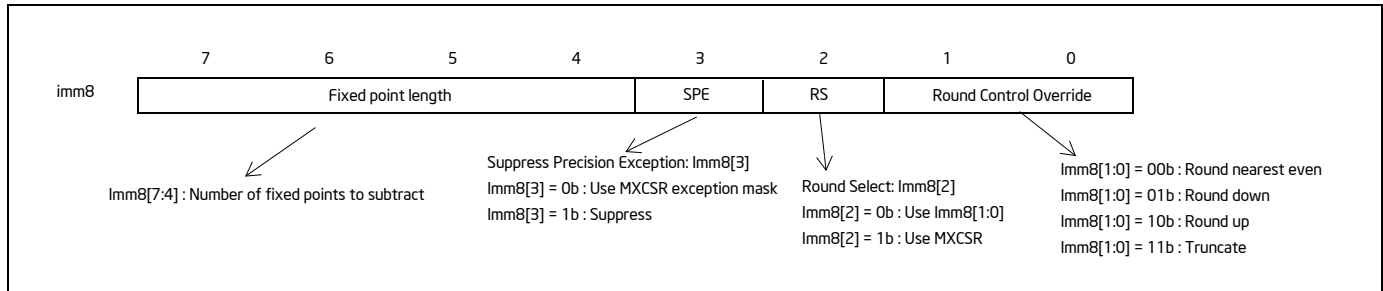 7 6 5 4 3 2 1 0
imm8 Fixed point length SPE RS Round Control Override
Imm8[7:4] : Number of fixed points to subtract
Suppress Precision Exception: Imm8[3]
Imm8[3] = 0b : Use MXCSR exception mask
Imm8[3] = 1b : Suppress
Round Select: Imm8[2]
Imm8[2] = 0b : Use Imm8[1:0]
Imm8[2] = 1b : Use MXCSR
Imm8[1:0] = 00b : Round nearest even
Imm8[1:0] = 01b : Round down
Imm8[1:0] = 10b : Round up
Imm8[1:0] = 11b : Truncate